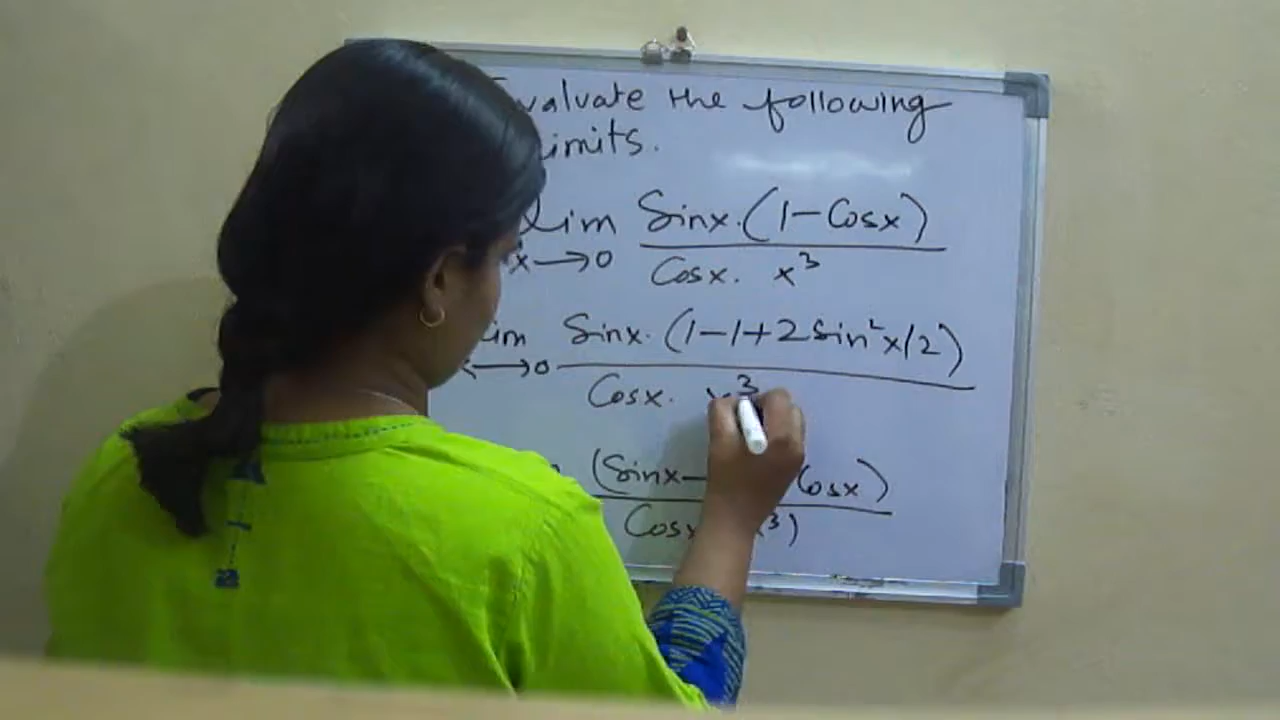 Evaluate the following
limits.
lim Sinx.(1-Cosx)
x→0 Cosx. x³
lim Sinx.(1-1+2Sin²x/2)
x→0 Cosx. x³
(Sinx- Cosx)
Cosx ³)